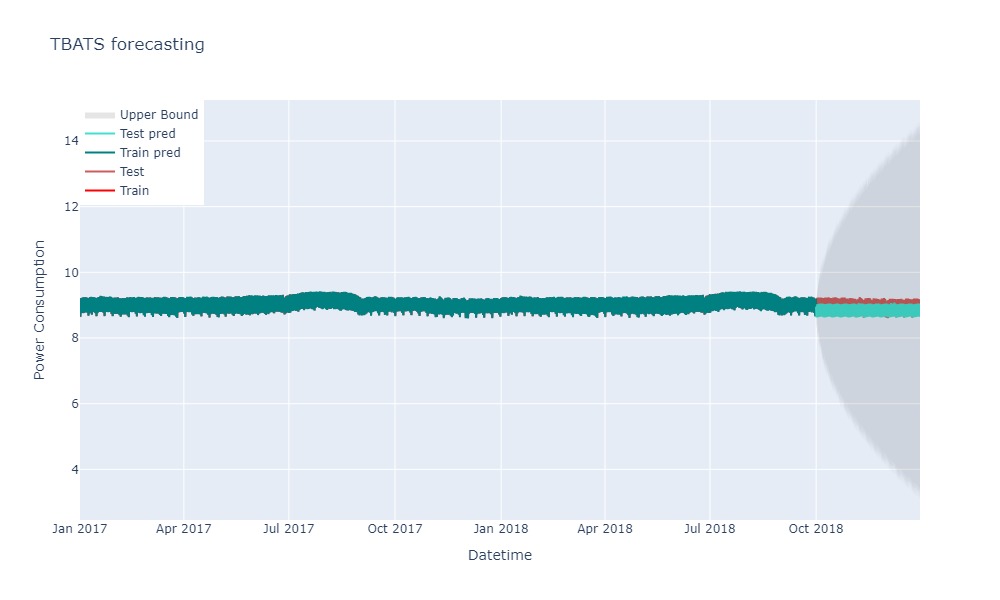 TBATS forecasting
Upper Bound
Test pred
Train pred
Test
Train
14
12
10
8
6
4
Power Consumption
Jan 2017 Apr 2017 Jul 2017 Oct 2017 Jan 2018 Apr 2018 Jul 2018 Oct 2018
Datetime